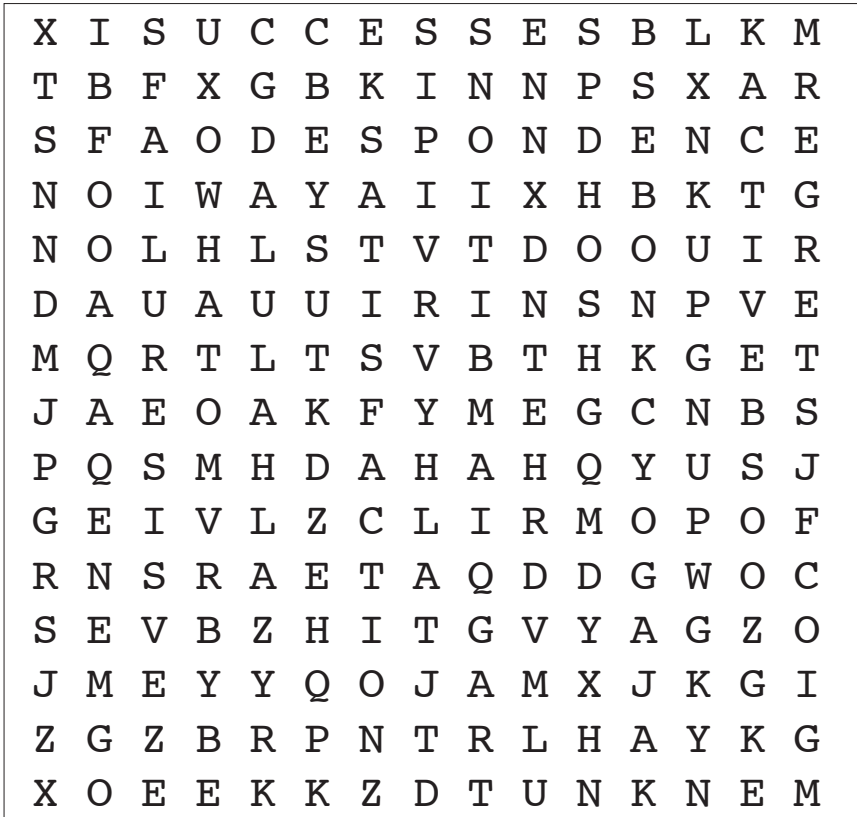 X I S U C C E S S E S B L K M
T B F X G B K I N N P S X A R
S F A O D E S P O N D E N C E
N O I W A Y A I I X H B K T G
N O L H L S T V T D O O U I R
D A U A U U I R I N S N P V E
M Q R T L T S V B T H K G E T
J A E O A K F Y M E G C N B S
P Q S M H D A H A H Q Y U S J
G E I V L Z C L I R M O P O F
R N S R A E T A Q D D G W O C
S E V B Z H I T G V Y A G Z O
J M E Y Y Q O J A M X J K G I
Z G Z B R P N T R L H A Y K G
X O E E K K Z D T U N K N E M